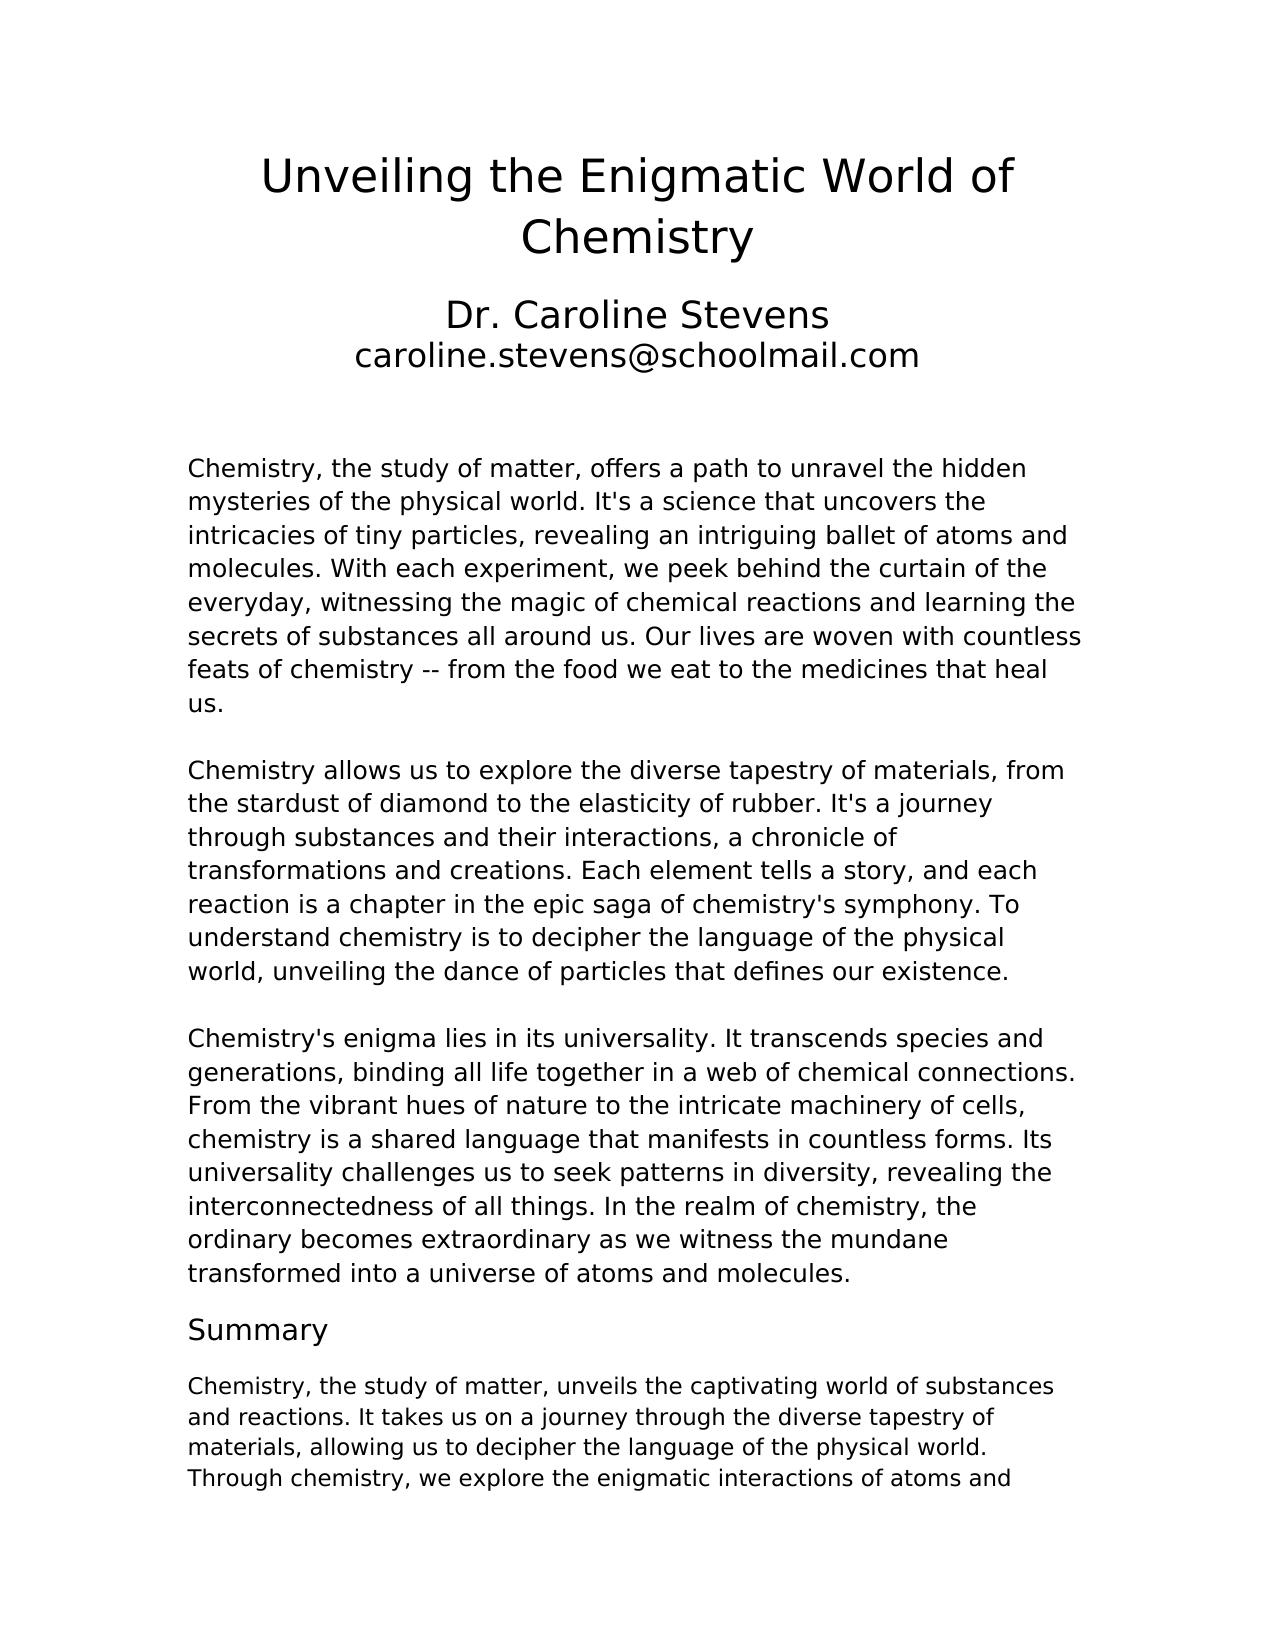 Unveiling the Enigmatic World of
Chemistry
Dr. Caroline Stevens
caroline.stevens@schoolmail.com
Chemistry, the study of matter, offers a path to unravel the hidden
mysteries of the physical world. It's a science that uncovers the
intricacies of tiny particles, revealing an intriguing ballet of atoms and
molecules. With each experiment, we peek behind the curtain of the
everyday, witnessing the magic of chemical reactions and learning the
secrets of substances all around us. Our lives are woven with countless
feats of chemistry -- from the food we eat to the medicines that heal
us.
Chemistry allows us to explore the diverse tapestry of materials, from
the stardust of diamond to the elasticity of rubber. It's a journey
through substances and their interactions, a chronicle of
transformations and creations. Each element tells a story, and each
reaction is a chapter in the epic saga of chemistry's symphony. To
understand chemistry is to decipher the language of the physical
world, unveiling the dance of particles that defines our existence.
Chemistry's enigma lies in its universality. It transcends species and
generations, binding all life together in a web of chemical connections.
From the vibrant hues of nature to the intricate machinery of cells,
chemistry is a shared language that manifests in countless forms. Its
universality challenges us to seek patterns in diversity, revealing the
interconnectedness of all things. In the realm of chemistry, the
ordinary becomes extraordinary as we witness the mundane
transformed into a universe of atoms and molecules.
Summary
Chemistry, the study of matter, unveils the captivating world of substances
and reactions. It takes us on a journey through the diverse tapestry of
materials, allowing us to decipher the language of the physical world.
Through chemistry, we explore the enigmatic interactions of atoms and